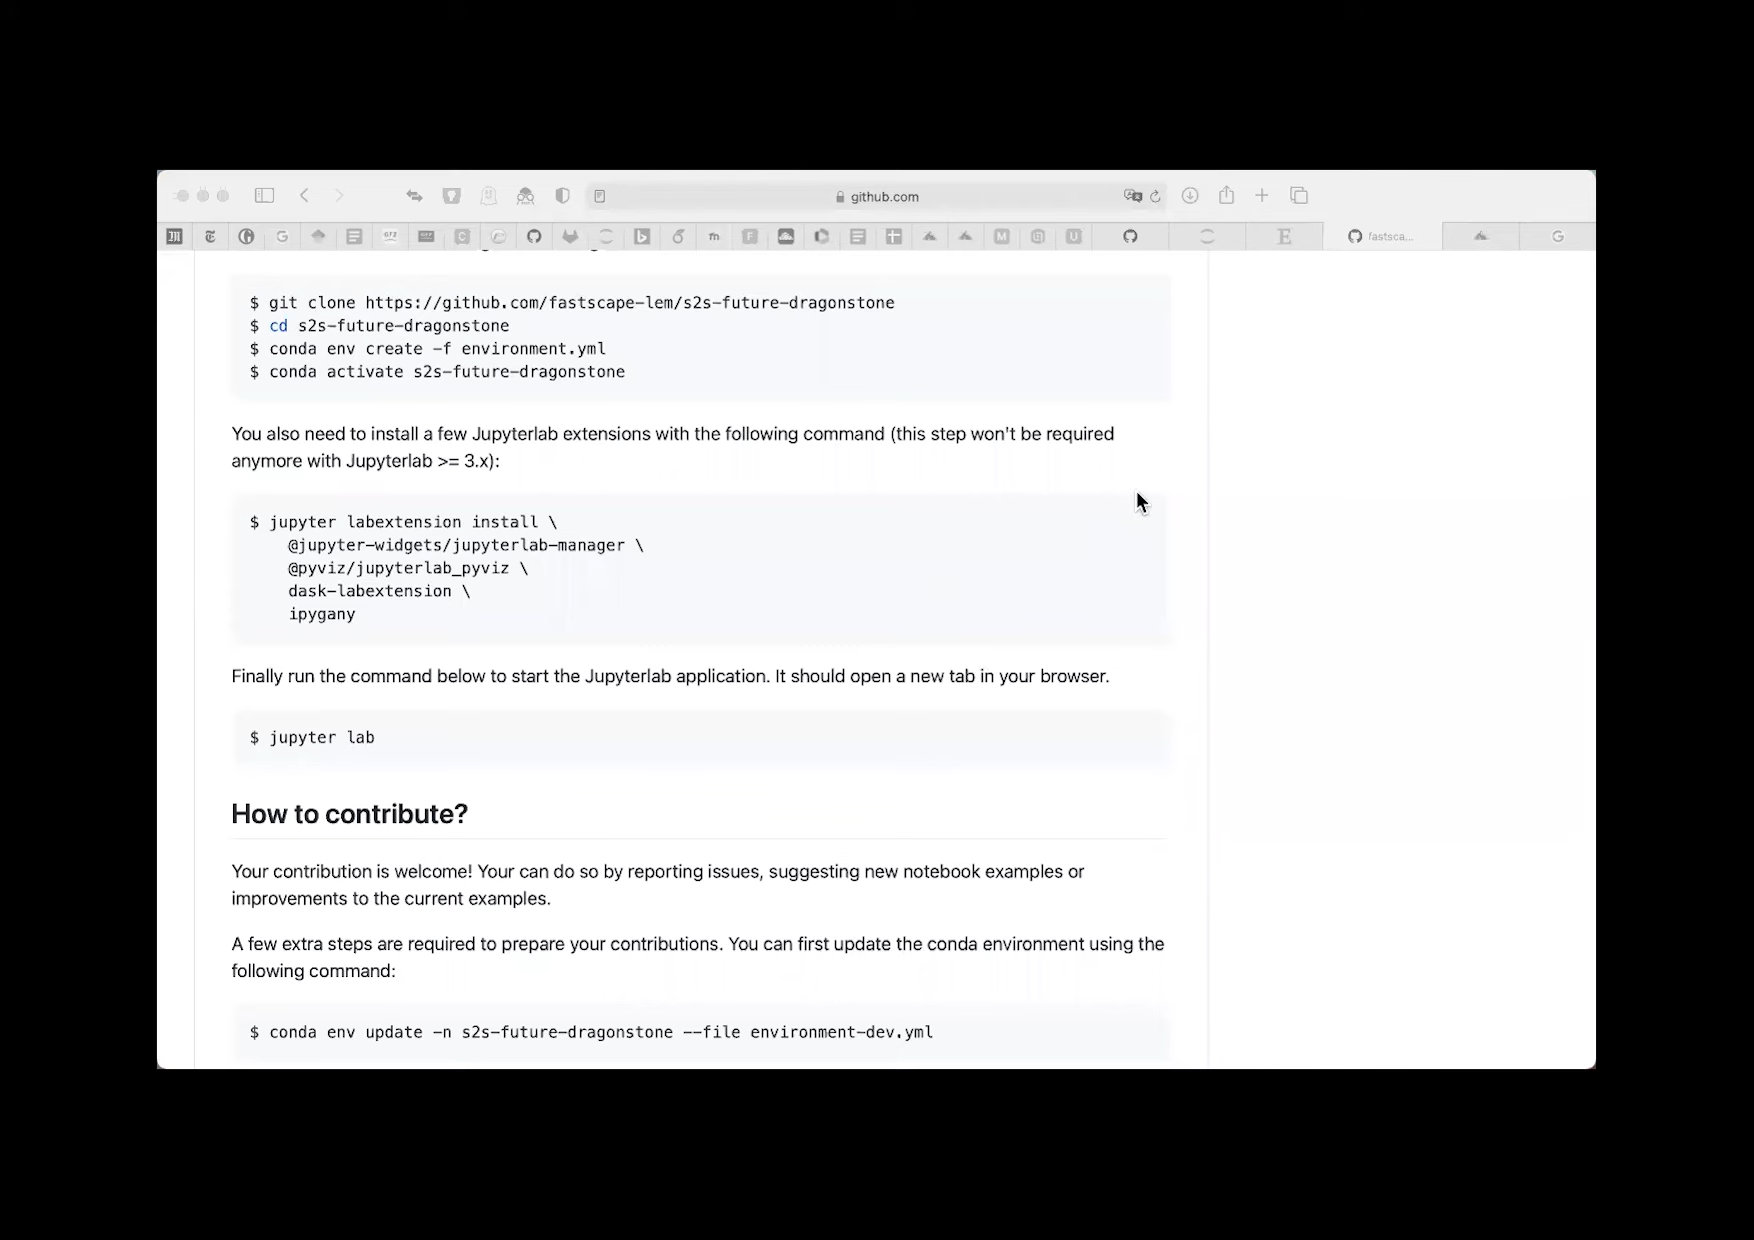 github.com
fastsca...
$ git clone https://github.com/fastscape-lem/s2s-future-dragonstone
$ cd s2s-future-dragonstone
$ conda env create -f environment.yml
$ conda activate s2s-future-dragonstone
You also need to install a few Jupyterlab extensions with the following command (this step won't be required
anymore with Jupyterlab >= 3.x):
$ jupyter labextension install \
@jupyter-widgets/jupyterlab-manager \
@pyviz/jupyterlab_pyviz \
dask-labextension \
ipygany
Finally run the command below to start the Jupyterlab application. It should open a new tab in your browser.
$ jupyter lab
How to contribute?
Your contribution is welcome! Your can do so by reporting issues, suggesting new notebook examples or
improvements to the current examples.
A few extra steps are required to prepare your contributions. You can first update the conda environment using the
following command:
$ conda env update -n s2s-future-dragonstone --file environment-dev.yml